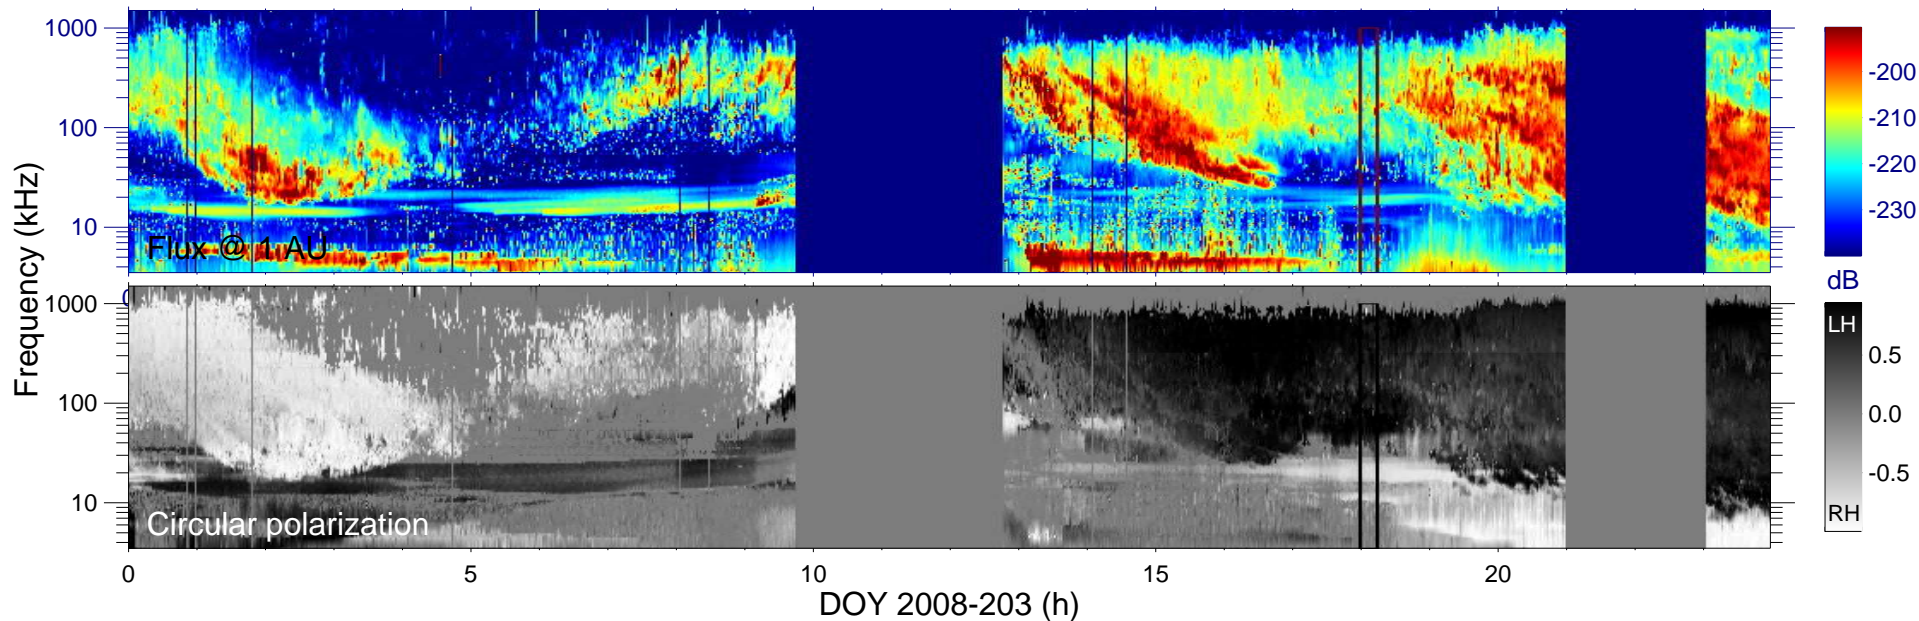 1000
100
10
Flux @ 1 AU
-200
-210
-220
-230
dB
Frequency (kHz)
0
1000
100
10
Circular polarization
LH
0.5
0.0
-0.5
RH
0 5 10 15 20
DOY 2008-203 (h)